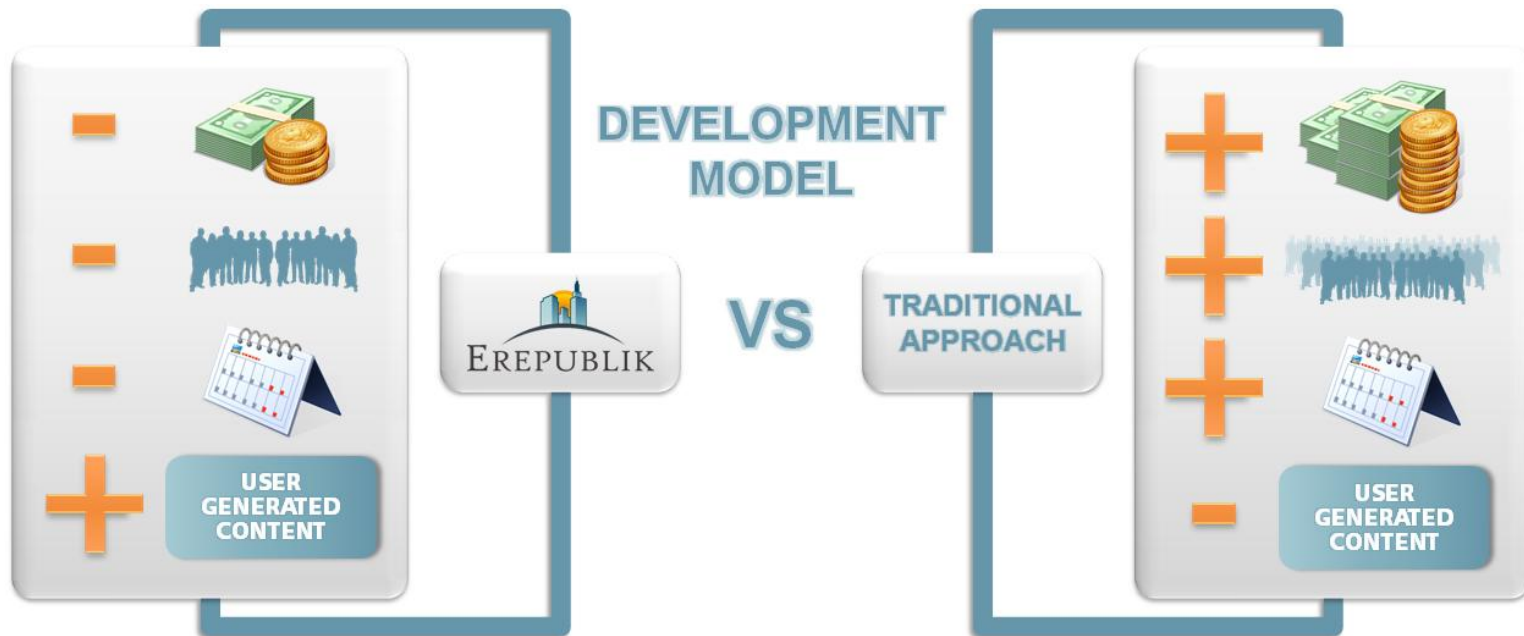 DEVELOPMENT
MODEL
EREPUBLIK
VS
TRADITIONAL
APPROACH
USER
GENERATED
CONTENT
USER
GENERATED
CONTENT